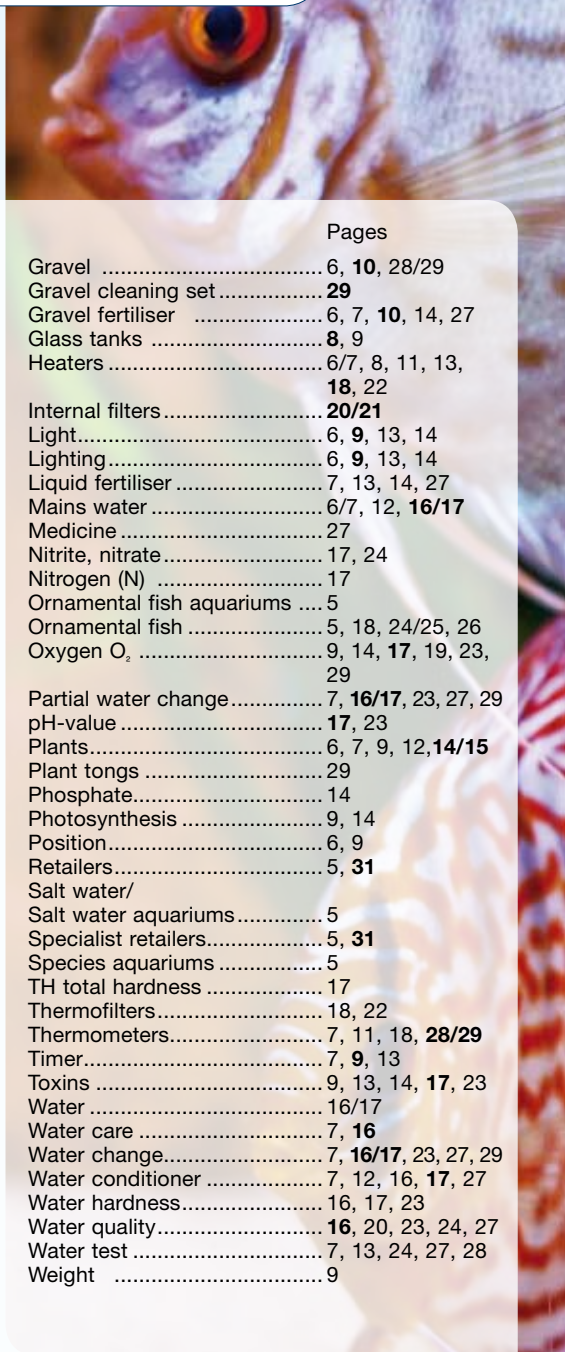 Pages
Gravel .................................... 6, 10, 28/29
Gravel cleaning set ................. 29
Gravel fertiliser ..................... 6, 7, 10, 14, 27
Glass tanks ............................ 8, 9
Heaters ................................... 6/7, 8, 11, 13,
18, 22
Internal filters .......................... 20/21
Light ........................................ 6, 9, 13, 14
Lighting ................................... 6, 9, 13, 14
Liquid fertiliser ........................ 7, 13, 14, 27
Mains water ............................ 6/7, 12, 16/17
Medicine ................................. 27
Nitrite, nitrate .......................... 17, 24
Nitrogen (N) ........................... 17
Ornamental fish aquariums .... 5
Ornamental fish ...................... 5, 18, 24/25, 26
Oxygen O₂ .............................. 9, 14, 17, 19, 23,
29
Partial water change ............... 7, 16/17, 23, 27, 29
pH-value ................................. 17, 23
Plants ...................................... 6, 7, 9, 12,14/15
Plant tongs ............................. 29
Phosphate ............................... 14
Photosynthesis ....................... 9, 14
Position ................................... 6, 9
Retailers .................................. 5, 31
Salt water/
Salt water aquariums .............. 5
Specialist retailers ................... 5, 31
Species aquariums ................. 5
TH total hardness ................... 17
Thermofilters ........................... 18, 22
Thermometers ......................... 7, 11, 18, 28/29
Timer ....................................... 7, 9, 13
Toxins ..................................... 9, 13, 14, 17, 23
Water ...................................... 16/17
Water care .............................. 7, 16
Water change .......................... 7, 16/17, 23, 27, 29
Water conditioner ................... 7, 12, 16, 17, 27
Water hardness ....................... 16, 17, 23
Water quality ........................... 16, 20, 23, 24, 27
Water test ............................... 7, 13, 24, 27, 28
Weight .................................. 9